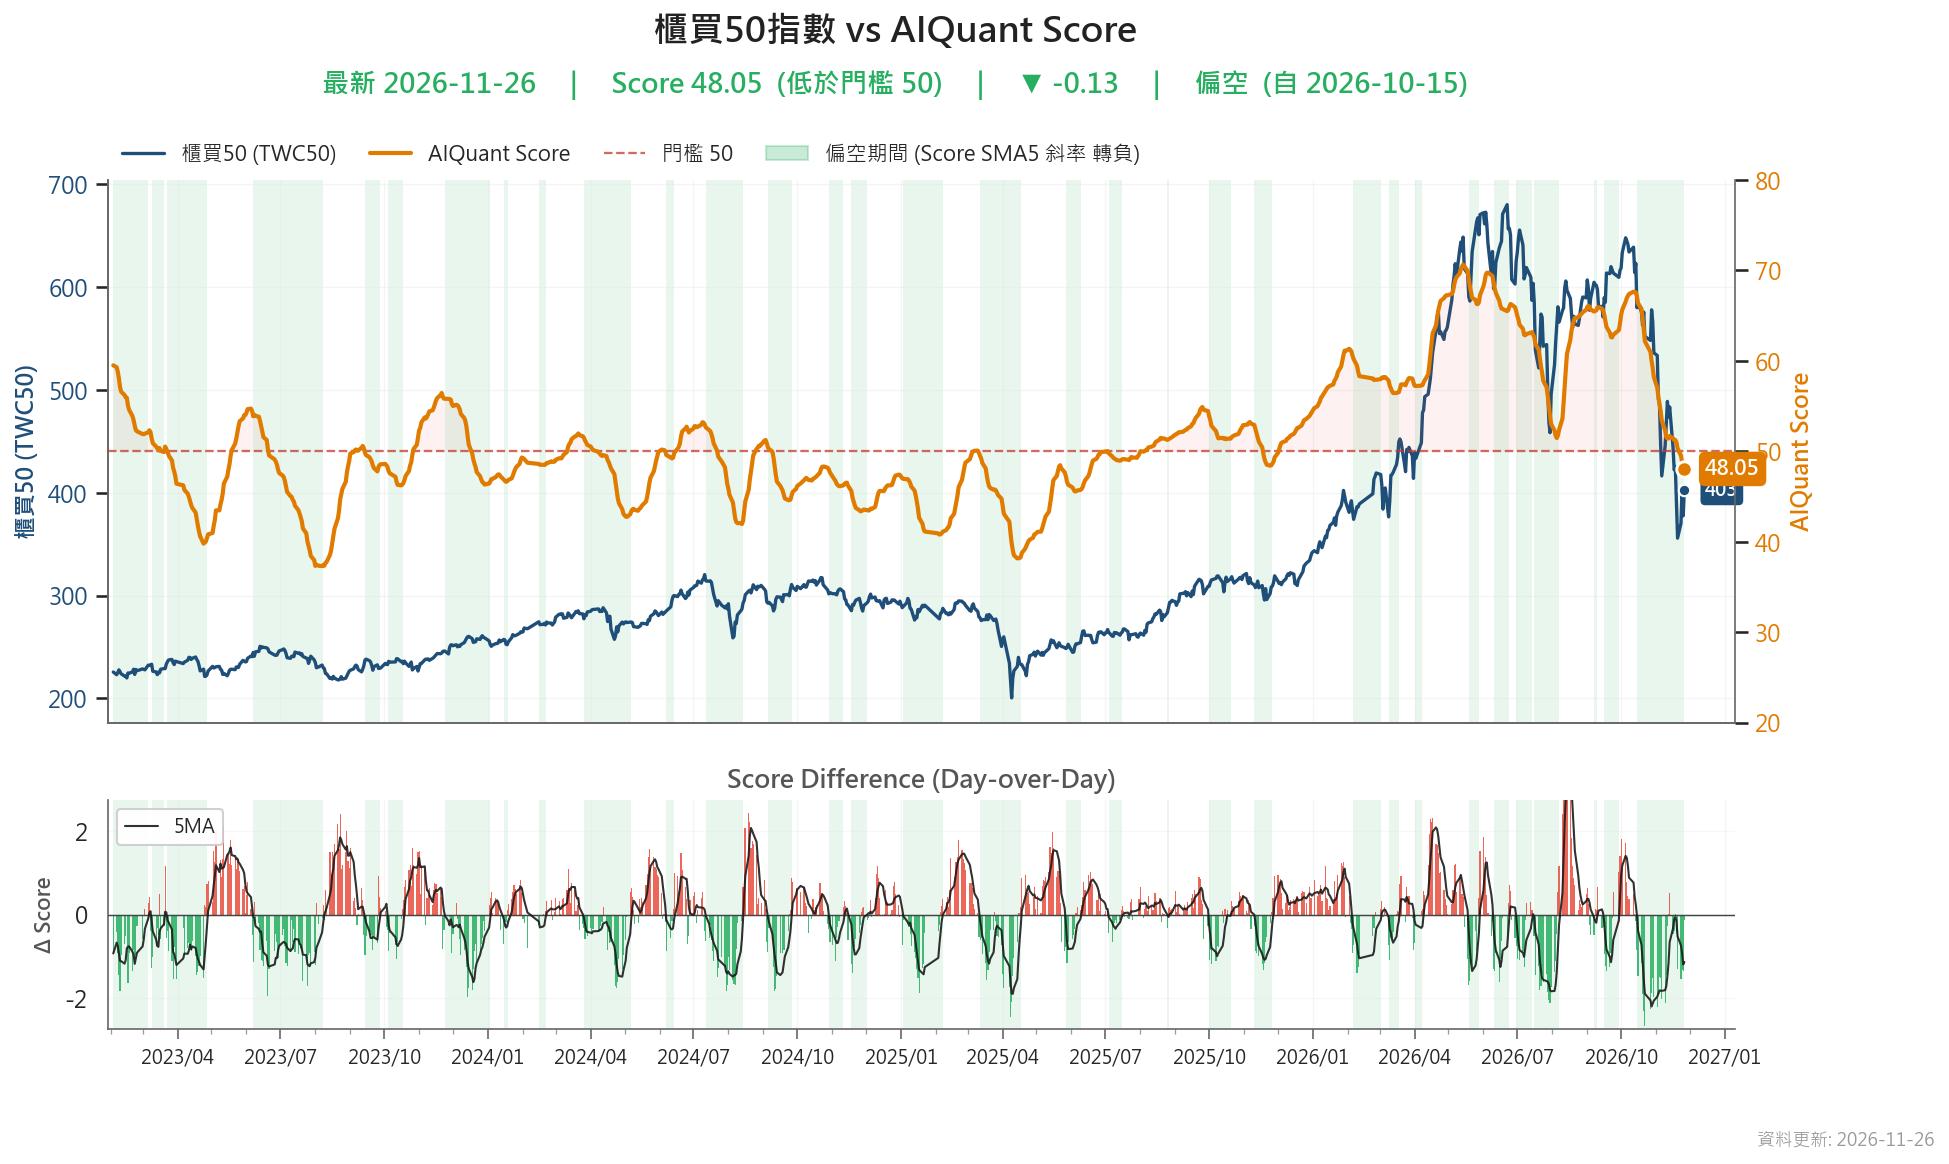 櫃買50指數 vs AIQuant Score
最新 2026-11-26 | Score 48.05 (低於門檻 50) | ▼ -0.13 | 偏空 (自 2026-10-15)
櫃買50 (TWC50) AIQuant Score 門檻 50 偏空期間 (Score SMA5 斜率 轉負)
700
600
500
400
300
200
櫃買50 (TWC50)
80
70
60
50
40
30
20
AIQuant Score
48.05
403
Score Difference (Day-over-Day)
5MA
2
0
-2
Δ Score
2023/04 2023/07 2023/10 2024/01 2024/04 2024/07 2024/10 2025/01 2025/04 2025/07 2025/10 2026/01 2026/04 2026/07 2026/10 2027/01
資料更新: 2026-11-26